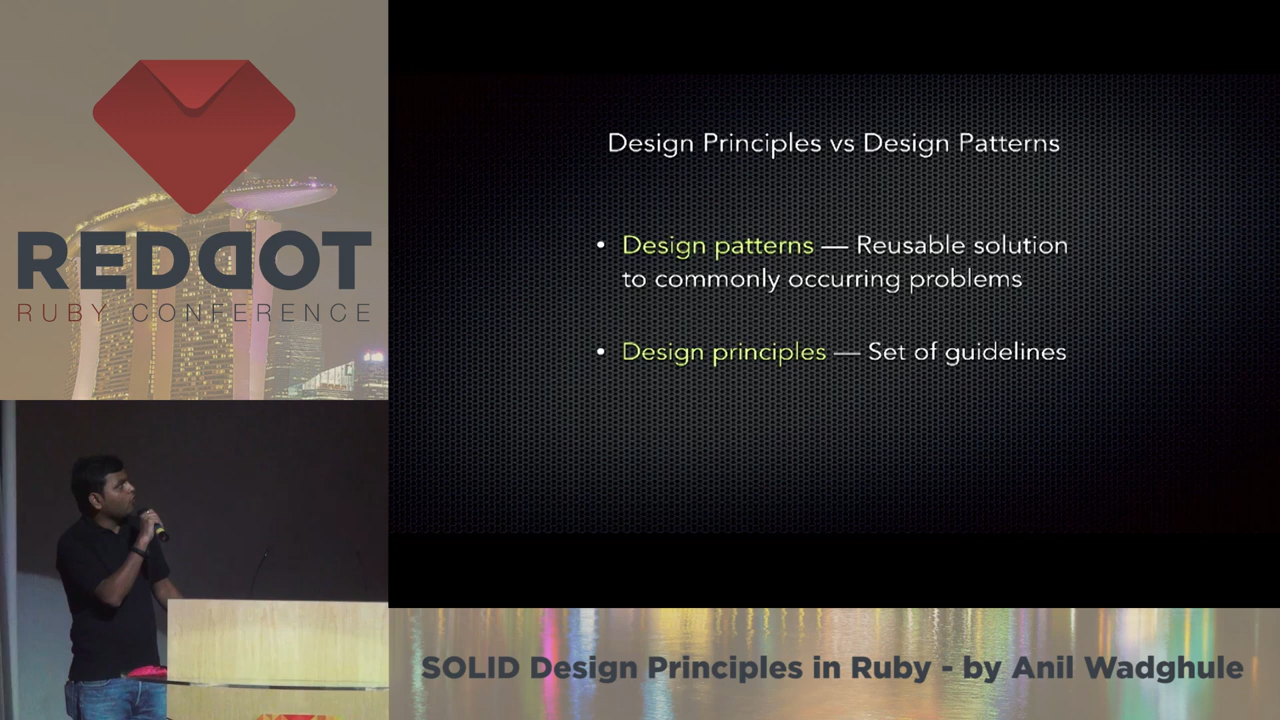 REDDOT
RUBY CONFERENCE
Design Principles vs Design Patterns
• Design patterns — Reusable solution
to commonly occurring problems
• Design principles — Set of guidelines
SOLID Design Principles in Ruby - by Anil Wadghule